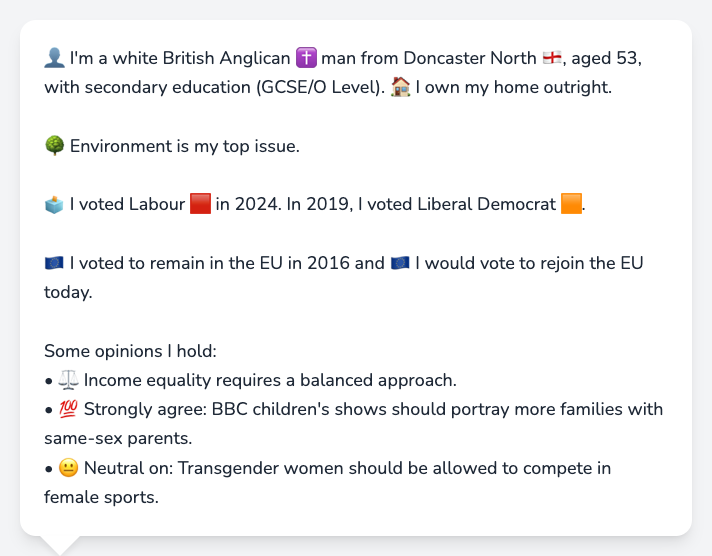 👤 I'm a white British Anglican ✝️ man from Doncaster North 🏴󠁧󠁢󠁥󠁮󠁧󠁿, aged 53,
with secondary education (GCSE/O Level). 🏠 I own my home outright.
🌳 Environment is my top issue.
🗳️ I voted Labour 🟥 in 2024. In 2019, I voted Liberal Democrat 🟧.
🇪🇺 I voted to remain in the EU in 2016 and 🇪🇺 I would vote to rejoin the EU
today.
Some opinions I hold:
• ⚖️ Income equality requires a balanced approach.
• 💯 Strongly agree: BBC children's shows should portray more families with
same-sex parents.
• 😐 Neutral on: Transgender women should be allowed to compete in
female sports.